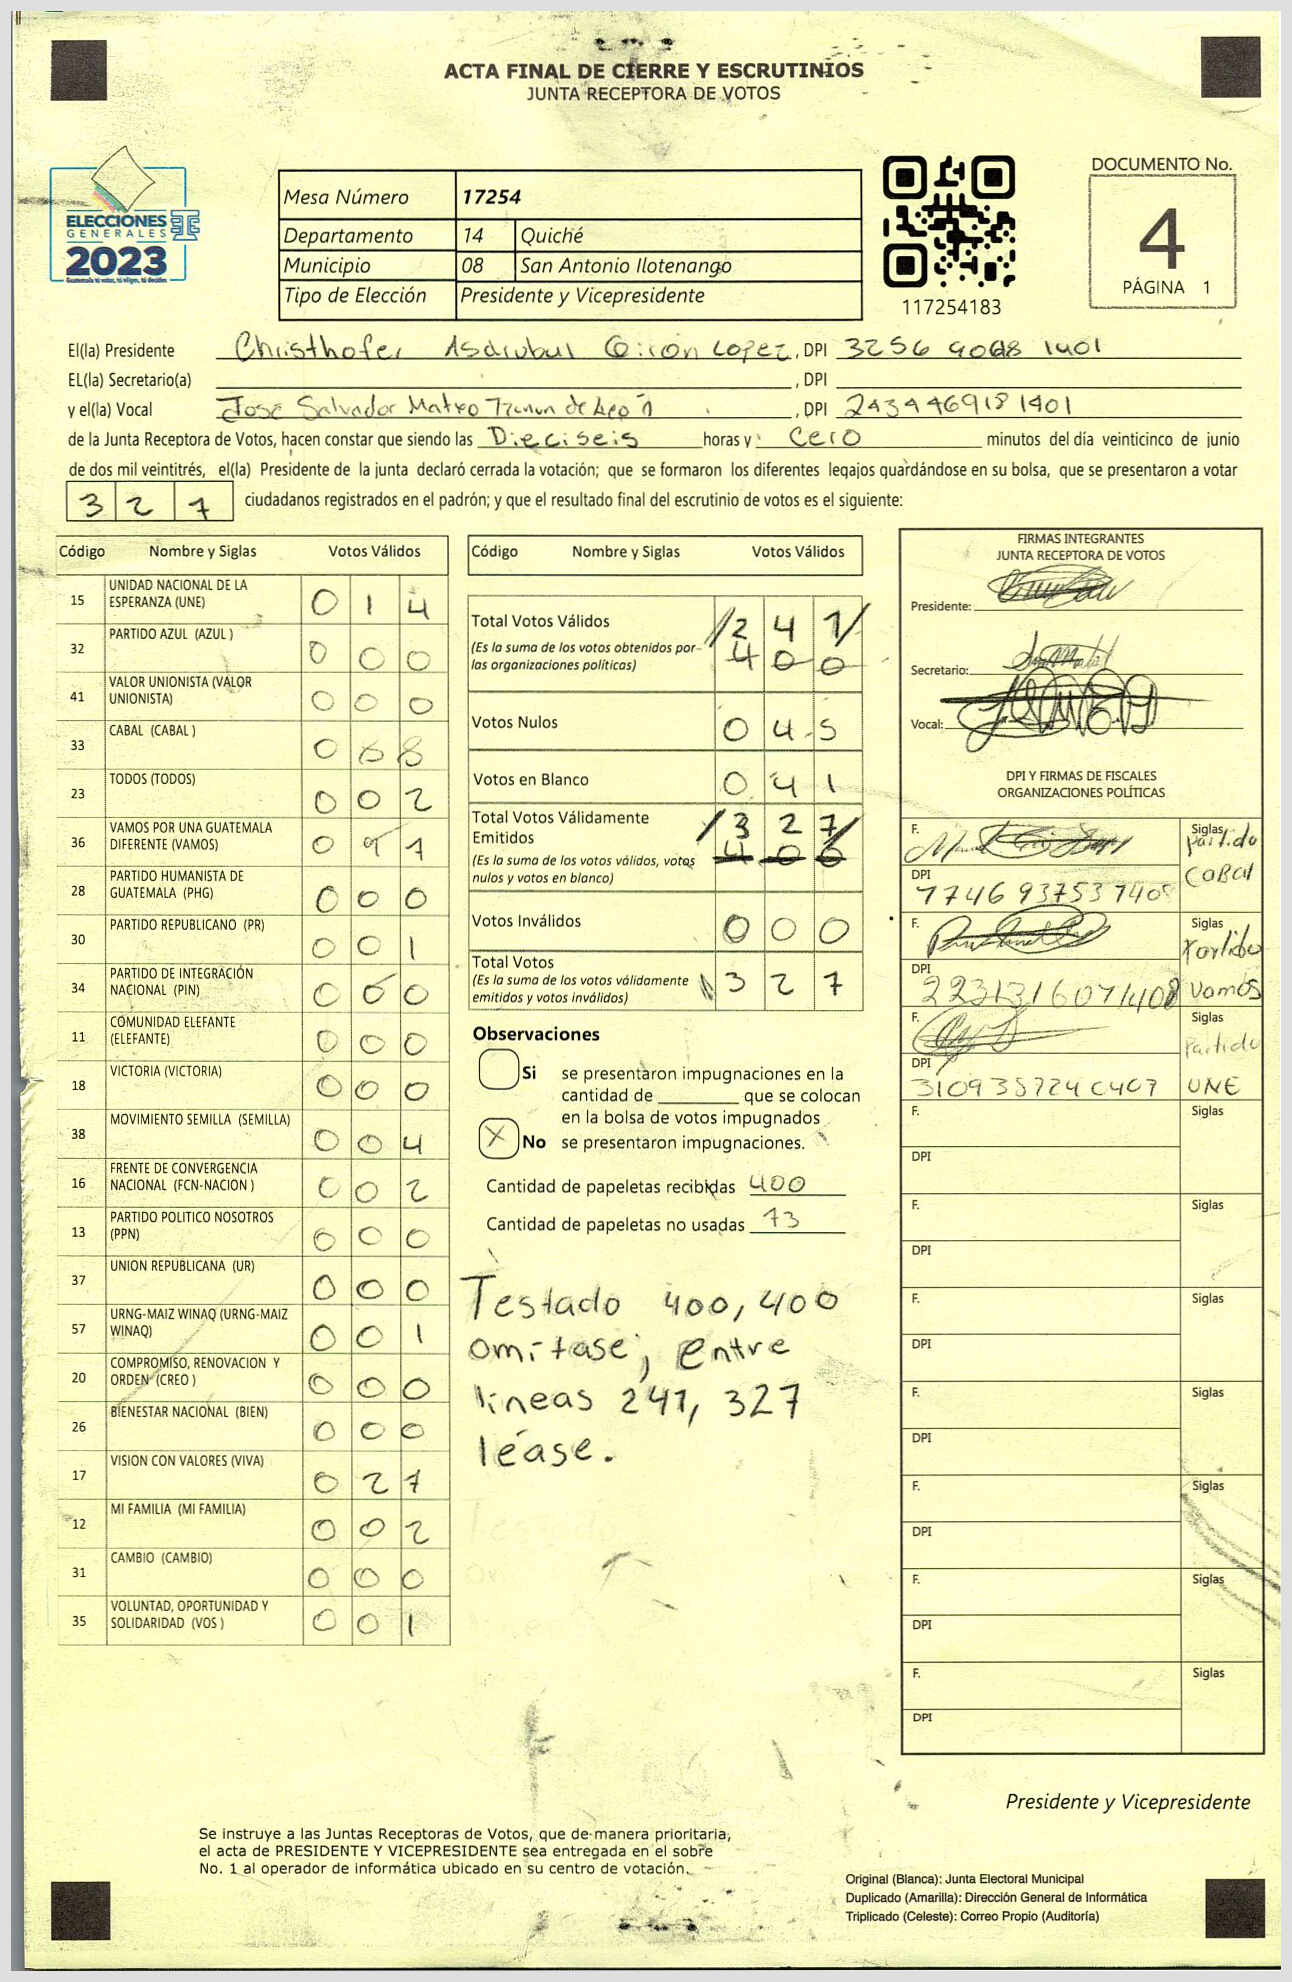 ACTA FINAL DE CIERRE Y ESCRUTINIOS
JUNTA RECEPTORA DE VOTOS
ELECCIONES
GENERALES
2023
Guatemala tú votas, tú eliges, tú decides
Mesa Número 17254
Departamento 14 Quiché
Municipio 08 San Antonio Ilotenango
Tipo de Elección Presidente y Vicepresidente
117254183
DOCUMENTO No.
4
PÁGINA 1
El(la) Presidente Christhofer Asdrubul Girón Lopez, DPI 3256 9068 1401
EL(la) Secretario(a) , DPI
y el(la) Vocal José Salvador Mateo de León , DPI 2434469181401
de la Junta Receptora de Votos, hacen constar que siendo las Dieciseis horas y Cero minutos del día veinticinco de junio
de dos mil veintitrés, el(la) Presidente de la junta declaró cerrada la votación; que se formaron los diferentes legajos guardándose en su bolsa, que se presentaron a votar
327 ciudadanos registrados en el padrón; y que el resultado final del escrutinio de votos es el siguiente:
Código Nombre y Siglas Votos Válidos
15 UNIDAD NACIONAL DE LA ESPERANZA (UNE) 0 1 4
32 PARTIDO AZUL (AZUL ) 0 0 0
41 VALOR UNIONISTA (VALOR UNIONISTA) 0 0 0
33 CABAL (CABAL ) 0 8 8
23 TODOS (TODOS) 0 0 2
36 VAMOS POR UNA GUATEMALA DIFERENTE (VAMOS) 0 9 1
28 PARTIDO HUMANISTA DE GUATEMALA (PHG) 0 0 0
30 PARTIDO REPUBLICANO (PR) 0 0 1
34 PARTIDO DE INTEGRACIÓN NACIONAL (PIN) 0 0 0
11 COMUNIDAD ELEFANTE (ELEFANTE) 0 0 0
18 VICTORIA (VICTORIA) 0 0 0
38 MOVIMIENTO SEMILLA (SEMILLA) 0 0 4
16 FRENTE DE CONVERGENCIA NACIONAL (FCN-NACION ) 0 0 2
13 PARTIDO POLITICO NOSOTROS (PPN) 0 0 0
37 UNION REPUBLICANA (UR) 0 0 0
57 URNG-MAIZ WINAQ (URNG-MAIZ WINAQ) 0 0 1
20 COMPROMISO, RENOVACION Y ORDEN (CREO ) 0 0 0
26 BIENESTAR NACIONAL (BIEN) 0 0 0
17 VISION CON VALORES (VIVA) 0 2 7
12 MI FAMILIA (MI FAMILIA) 0 0 2
31 CAMBIO (CAMBIO) 0 0 0
35 VOLUNTAD, OPORTUNIDAD Y SOLIDARIDAD (VOS ) 0 0 1
Código Nombre y Siglas Votos Válidos
Total Votos Válidos /2 4 1/
(Es la suma de los votos obtenidos por las organizaciones políticas) 4 0 0
Votos Nulos 0 4 5
Votos en Blanco 0 4 1
Total Votos Válidamente Emitidos /3 2 7/
(Es la suma de los votos válidos, votos nulos y votos en blanco) 4 0 0
Votos Inválidos 0 0 0
Total Votos
(Es la suma de los votos válidamente emitidos y votos inválidos) 3 2 7
Observaciones
Si se presentaron impugnaciones en la
cantidad de ________ que se colocan
en la bolsa de votos impugnados
X No se presentaron impugnaciones.
Cantidad de papeletas recibidas 400
Cantidad de papeletas no usadas 73
Testado 400, 400
omítase; entre
líneas 241, 327
léase.
FIRMAS INTEGRANTES
JUNTA RECEPTORA DE VOTOS
Presidente:
Secretario:
Vocal:
DPI Y FIRMAS DE FISCALES
ORGANIZACIONES POLÍTICAS
F. Siglas Partido
DPI 1746 93753 1408 CABAL
F. Siglas Partido
DPI 2231316071408 Vamos
F. Siglas Partido
DPI 3109357240407 UNE
F. Siglas
DPI
F. Siglas
DPI
F. Siglas
DPI
F. Siglas
DPI
F. Siglas
DPI
F. Siglas
DPI
F. Siglas
DPI
Presidente y Vicepresidente
Se instruye a las Juntas Receptoras de Votos, que de manera prioritaria,
el acta de PRESIDENTE Y VICEPRESIDENTE sea entregada en el sobre
No. 1 al operador de informática ubicado en su centro de votación.
Original (Blanca): Junta Electoral Municipal
Duplicado (Amarilla): Dirección General de Informática
Triplicado (Celeste): Correo Propio (Auditoría)